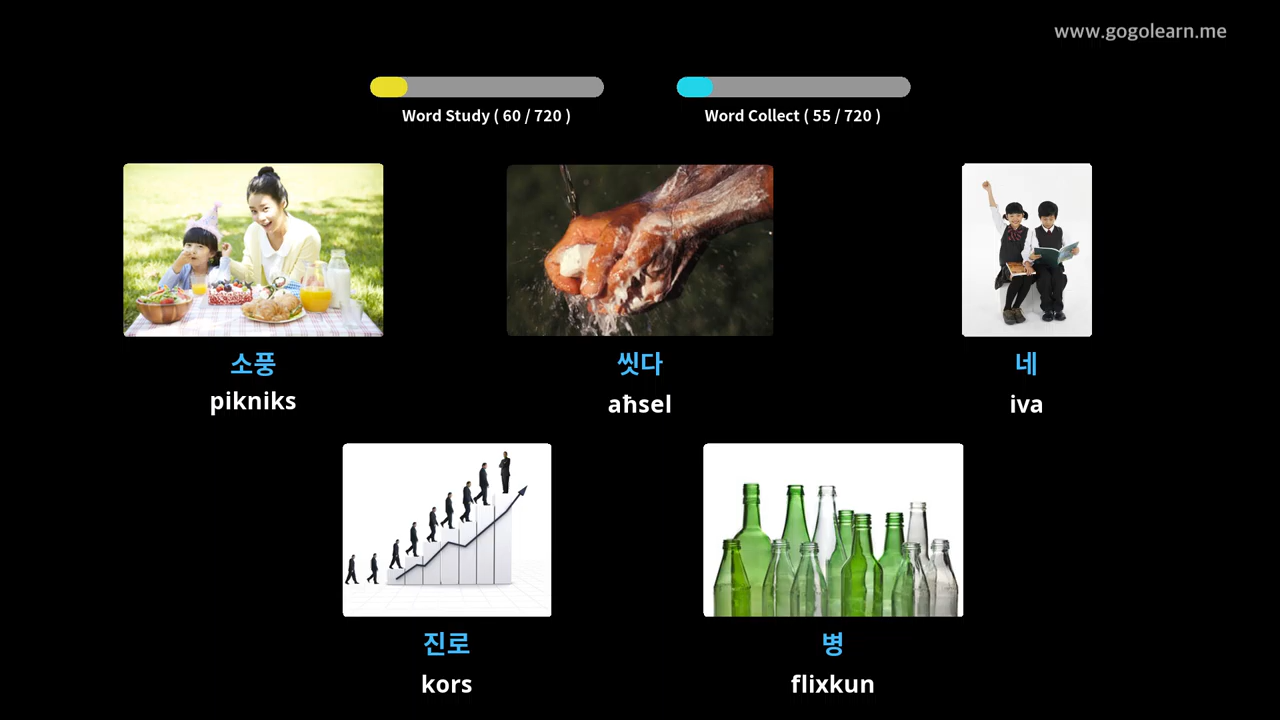 www.gogolearn.me
Word Study ( 60 / 720 )
Word Collect ( 55 / 720 )
소풍
씻다
네
pikniks
aħsel
iva
진로
병
kors
flixkun